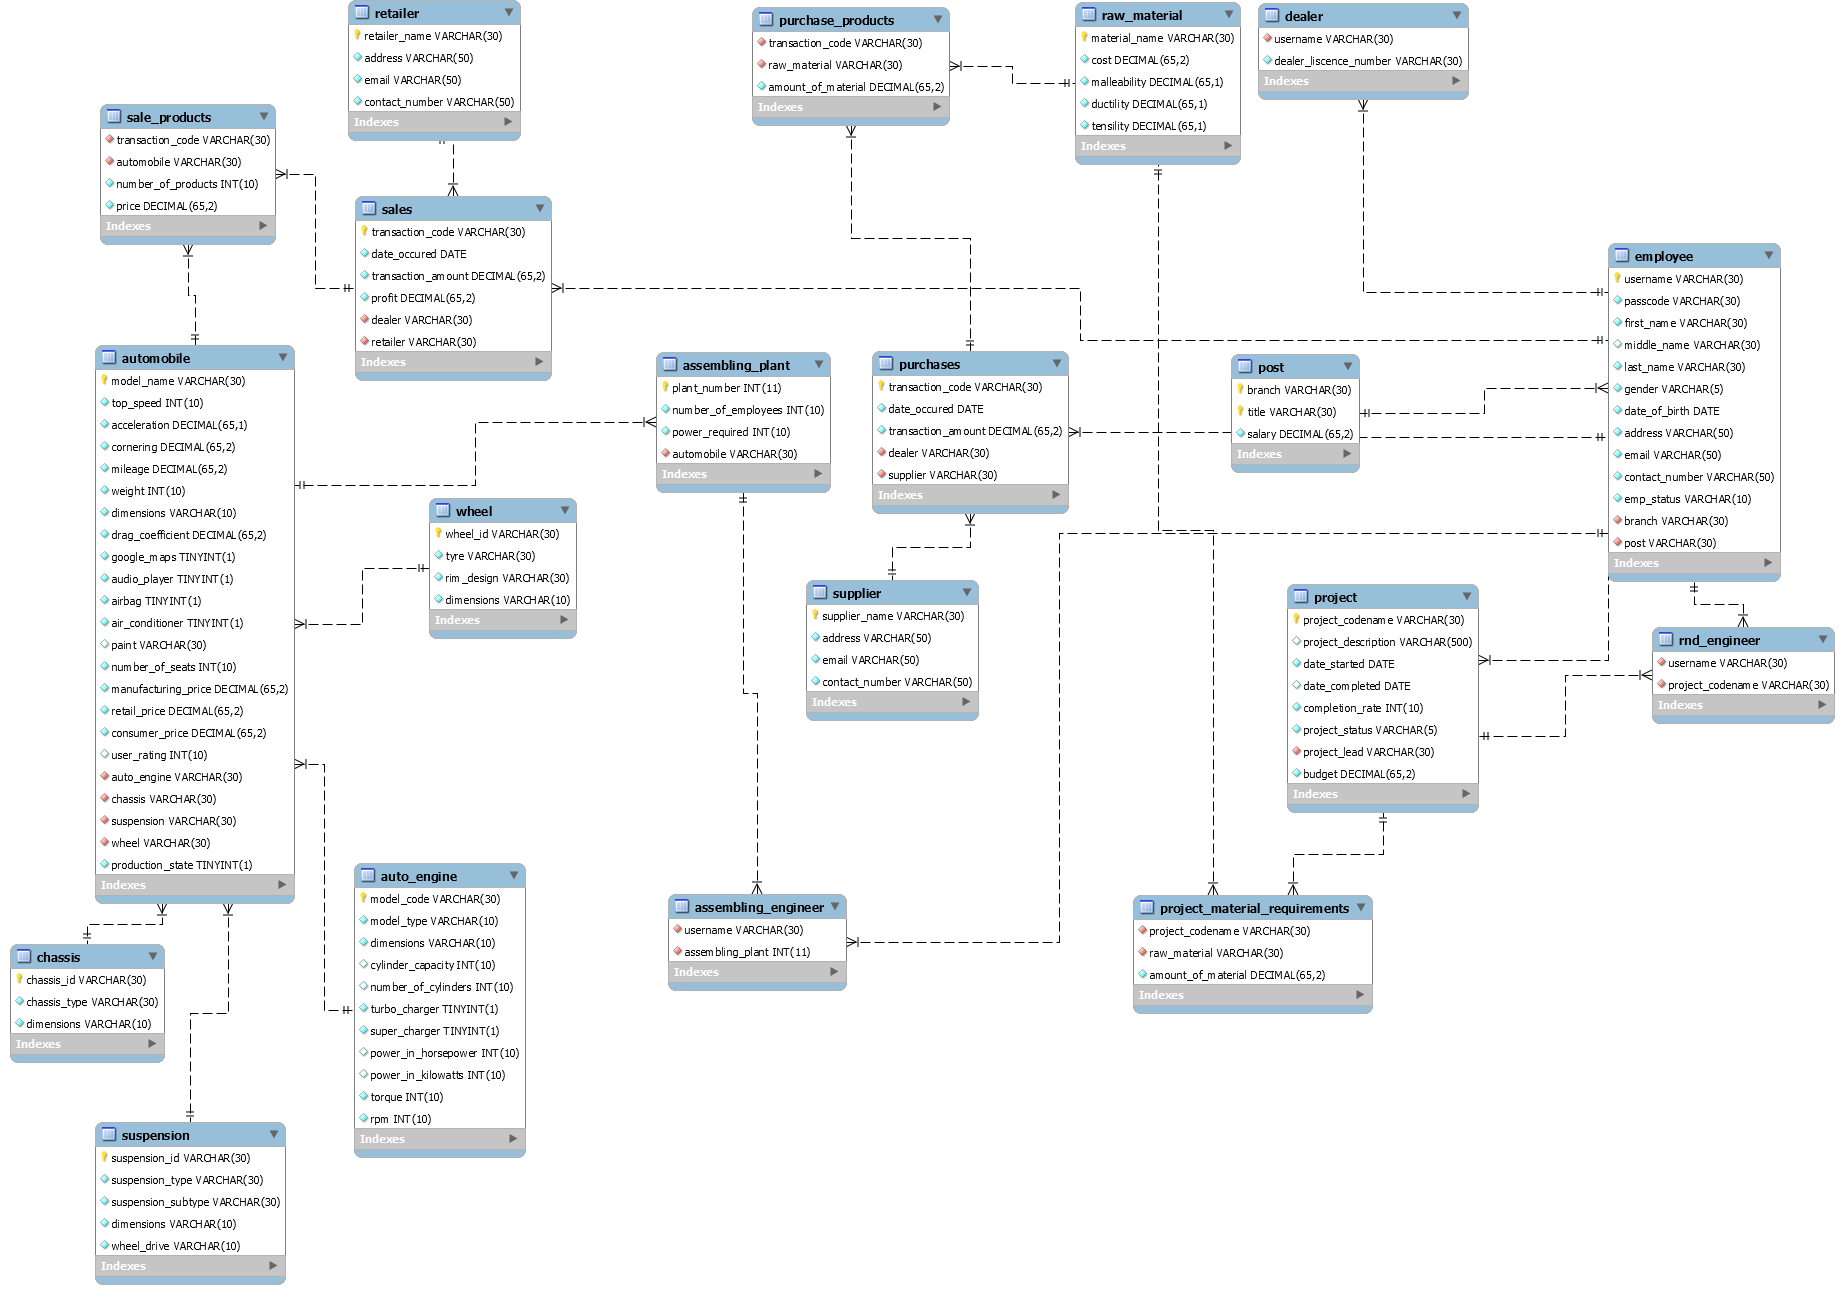 retailer
retailer_name VARCHAR(30)
address VARCHAR(50)
email VARCHAR(50)
contact_number VARCHAR(50)
Indexes
purchase_products
transaction_code VARCHAR(30)
raw_material VARCHAR(30)
amount_of_material DECIMAL(65,2)
Indexes
raw_material
material_name VARCHAR(30)
cost DECIMAL(65,2)
malleability DECIMAL(65,1)
ductility DECIMAL(65,1)
tensility DECIMAL(65,1)
Indexes
dealer
username VARCHAR(30)
dealer_liscence_number VARCHAR(30)
Indexes
sale_products
transaction_code VARCHAR(30)
automobile VARCHAR(30)
number_of_products INT(10)
price DECIMAL(65,2)
Indexes
sales
transaction_code VARCHAR(30)
date_occured DATE
transaction_amount DECIMAL(65,2)
profit DECIMAL(65,2)
dealer VARCHAR(30)
retailer VARCHAR(30)
Indexes
employee
username VARCHAR(30)
passcode VARCHAR(30)
first_name VARCHAR(30)
middle_name VARCHAR(30)
last_name VARCHAR(30)
gender VARCHAR(5)
date_of_birth DATE
address VARCHAR(50)
email VARCHAR(50)
contact_number VARCHAR(50)
emp_status VARCHAR(10)
branch VARCHAR(30)
post VARCHAR(30)
Indexes
automobile
model_name VARCHAR(30)
top_speed INT(10)
acceleration DECIMAL(65,1)
cornering DECIMAL(65,2)
mileage DECIMAL(65,2)
weight INT(10)
dimensions VARCHAR(10)
drag_coefficient DECIMAL(65,2)
google_maps TINYINT(1)
audio_player TINYINT(1)
airbag TINYINT(1)
air_conditioner TINYINT(1)
paint VARCHAR(30)
number_of_seats INT(10)
manufacturing_price DECIMAL(65,2)
retail_price DECIMAL(65,2)
consumer_price DECIMAL(65,2)
user_rating INT(10)
auto_engine VARCHAR(30)
chassis VARCHAR(30)
suspension VARCHAR(30)
wheel VARCHAR(30)
production_state TINYINT(1)
Indexes
assembling_plant
plant_number INT(11)
number_of_employees INT(10)
power_required INT(10)
automobile VARCHAR(30)
Indexes
purchases
transaction_code VARCHAR(30)
date_occured DATE
transaction_amount DECIMAL(65,2)
dealer VARCHAR(30)
supplier VARCHAR(30)
Indexes
post
branch VARCHAR(30)
title VARCHAR(30)
salary DECIMAL(65,2)
Indexes
wheel
wheel_id VARCHAR(30)
tyre VARCHAR(30)
rim_design VARCHAR(30)
dimensions VARCHAR(10)
Indexes
supplier
supplier_name VARCHAR(30)
address VARCHAR(50)
email VARCHAR(50)
contact_number VARCHAR(50)
Indexes
project
project_codename VARCHAR(30)
project_description VARCHAR(500)
date_started DATE
date_completed DATE
completion_rate INT(10)
project_status VARCHAR(5)
project_lead VARCHAR(30)
budget DECIMAL(65,2)
Indexes
rnd_engineer
username VARCHAR(30)
project_codename VARCHAR(30)
Indexes
auto_engine
model_code VARCHAR(30)
model_type VARCHAR(10)
dimensions VARCHAR(10)
cylinder_capacity INT(10)
number_of_cylinders INT(10)
turbo_charger TINYINT(1)
super_charger TINYINT(1)
power_in_horsepower INT(10)
power_in_kilowatts INT(10)
torque INT(10)
rpm INT(10)
Indexes
assembling_engineer
username VARCHAR(30)
assembling_plant INT(11)
Indexes
project_material_requirements
project_codename VARCHAR(30)
raw_material VARCHAR(30)
amount_of_material DECIMAL(65,2)
Indexes
chassis
chassis_id VARCHAR(30)
chassis_type VARCHAR(30)
dimensions VARCHAR(10)
Indexes
suspension
suspension_id VARCHAR(30)
suspension_type VARCHAR(30)
suspension_subtype VARCHAR(30)
dimensions VARCHAR(10)
wheel_drive VARCHAR(10)
Indexes